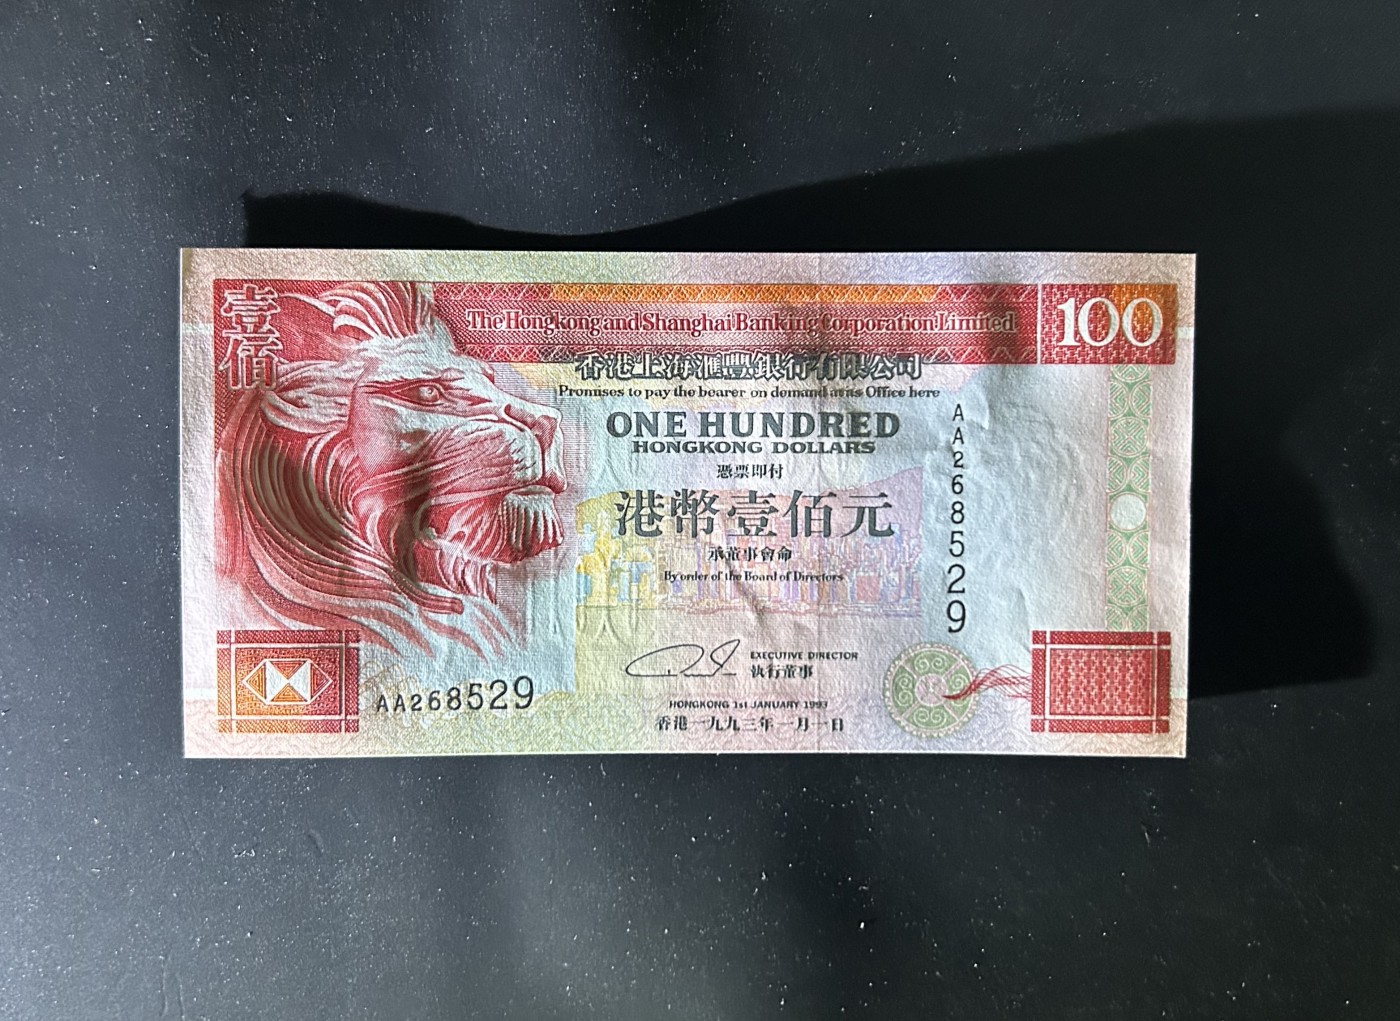 壹佰
The Hongkong and Shanghai Banking Corporation Limited
100
香港上海滙豐銀行有限公司
Promises to pay the bearer on demand at its Office here
ONE HUNDRED
HONGKONG DOLLARS
憑票即付
港幣壹佰元
承董事會命
By order of the Board of Directors
AA268529
EXECUTIVE DIRECTOR
執行董事
AA268529
HONGKONG 1st JANUARY 1993
香港一九九三年一月一日